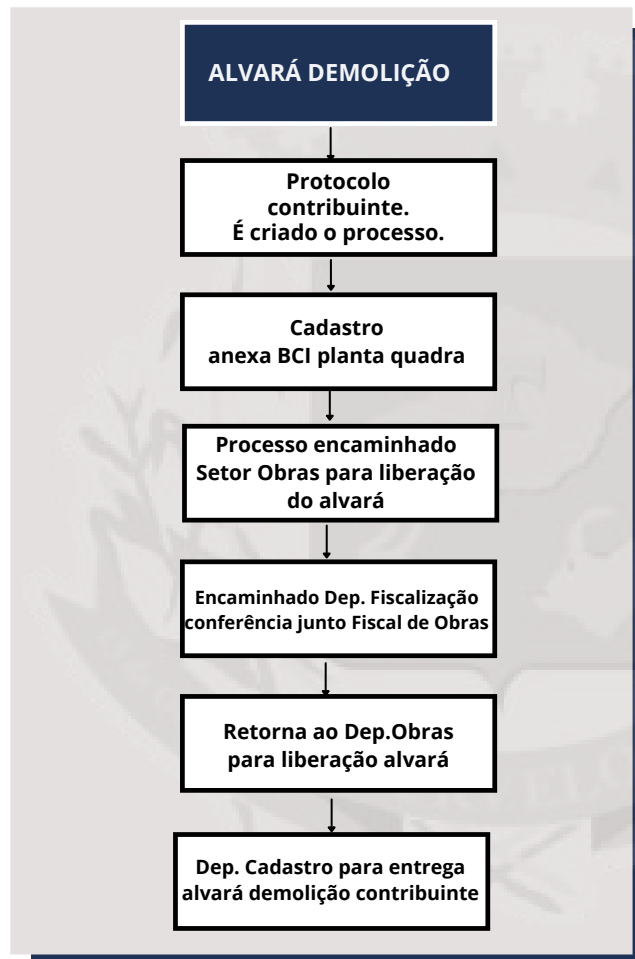 ALVARÁ DEMOLIÇÃO
Protocolo
contribuinte.
É criado o processo.
Cadastro
anexa BCI planta quadra
Processo encaminhado
Setor Obras para liberação
do alvará
Encaminhado Dep. Fiscalização
conferência junto Fiscal de Obras
Retorna ao Dep.Obras
para liberação alvará
Dep. Cadastro para entrega
alvará demolição contribuinte